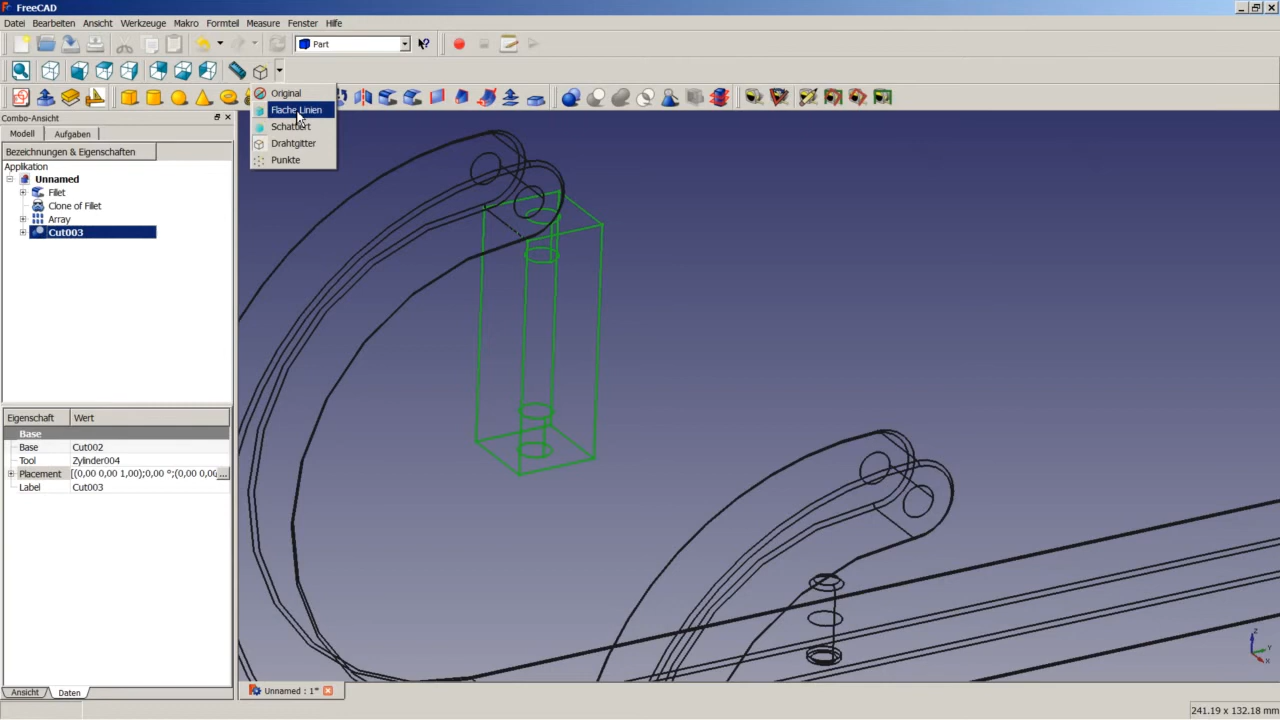 FreeCAD
Datei Bearbeiten Ansicht Werkzeuge Makro Formteil Measure Fenster Hilfe
Part
Original
Flache Linien
Schattiert
Drahtgitter
Punkte
Combo-Ansicht
Modell Aufgaben
Bezeichnungen & Eigenschaften
Applikation
Unnamed
Fillet
Clone of Fillet
Array
Cut003
Eigenschaft Wert
Base
Base Cut002
Tool Zylinder004
Placement [(0,00 0,00 1,00);0,00 °;(0,00 0,00 ...
Label Cut003
Ansicht Daten
Unnamed : 1*
Z
Y
X
241.19 x 132.18 mm